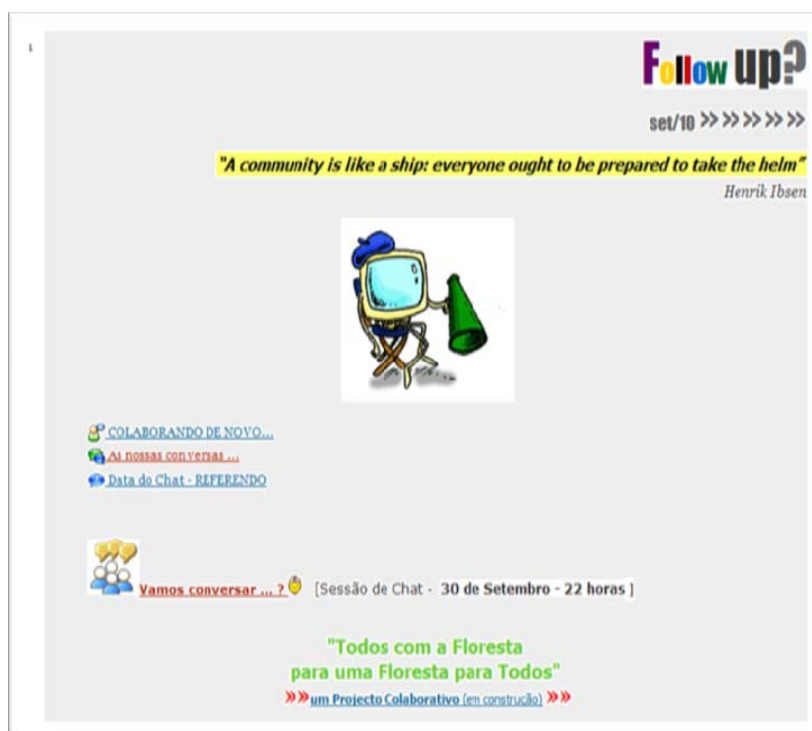 1
Follow up?
set/10 >>>>>>>>>>>>
"A community is like a ship: everyone ought to be prepared to take the helm"
Henrik Ibsen
COLABORANDO DE NOVO...
As nossas conversas ...
Data do Chat - REFERENDO
Vamos conversar ... ? [Sessão de Chat - 30 de Setembro - 22 horas ]
"Todos com a Floresta
para uma Floresta para Todos"
»» um Projecto Colaborativo (em construção) »»